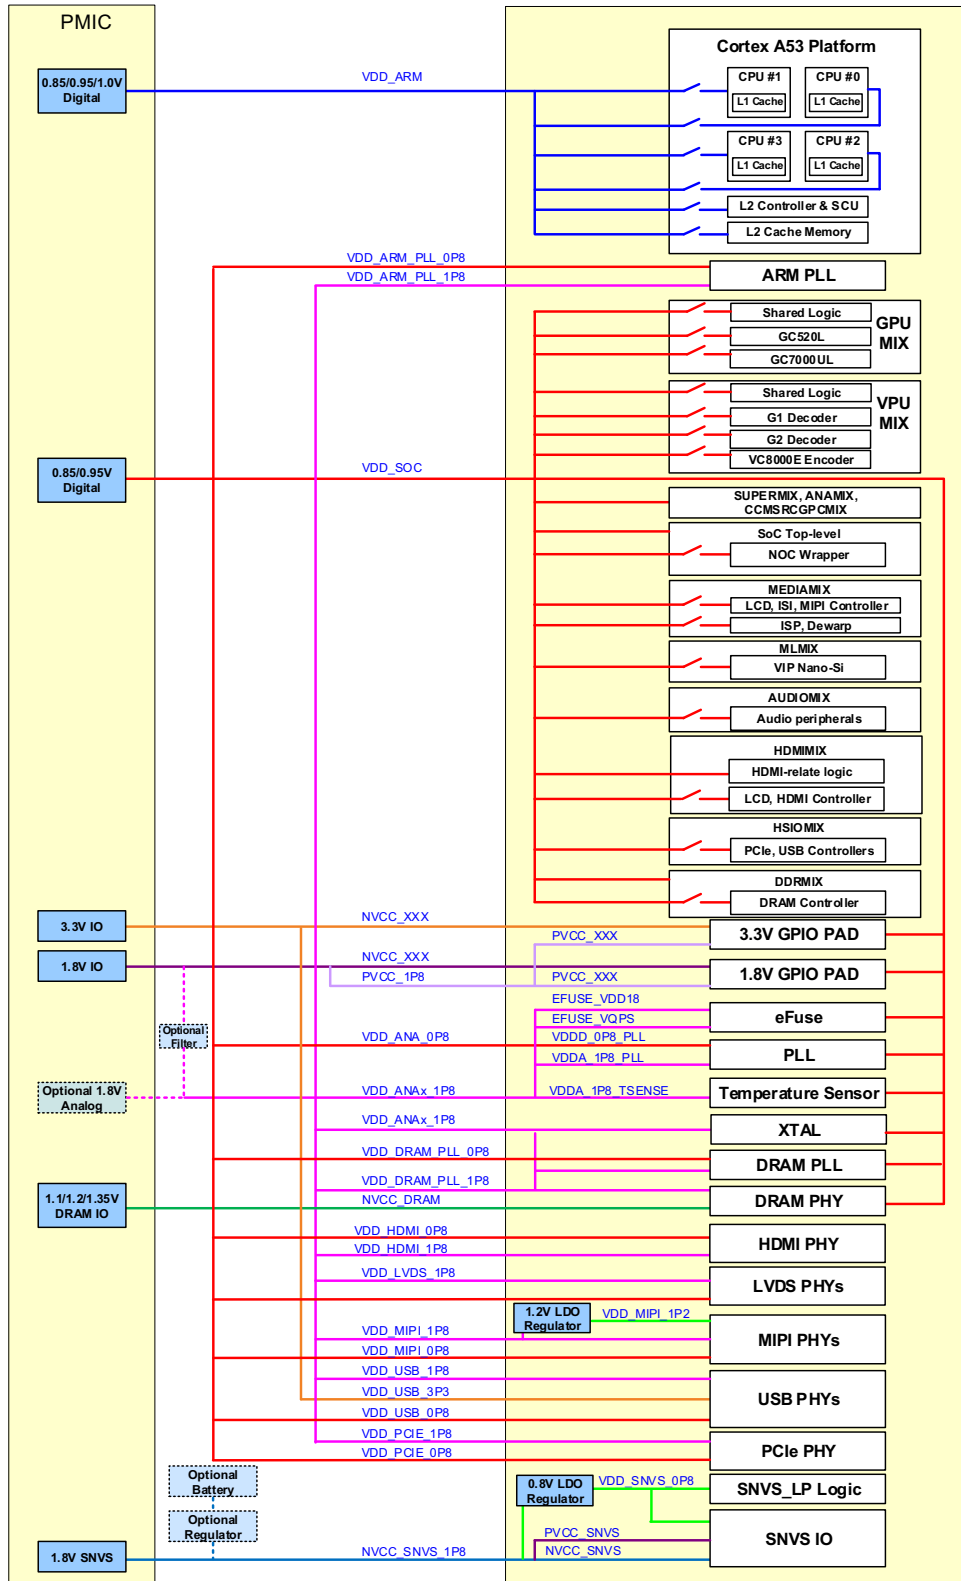 PMIC
Cortex A53 Platform
0.85/0.95/1.0V
Digital
VDD_ARM
CPU #1
L1 Cache
CPU #0
L1 Cache
CPU #3
L1 Cache
CPU #2
L1 Cache
L2 Controller & SCU
L2 Cache Memory
VDD_ARM_PLL_0P8
VDD_ARM_PLL_1P8
ARM PLL
Shared Logic
GC520L
GC7000UL
GPU
MIX
Shared Logic
G1 Decoder
G2 Decoder
VC8000E Encoder
VPU
MIX
0.85/0.95V
Digital
VDD_SOC
SUPERMIX, ANAMIX,
CCMSRCGPCMIX
SoC Top-level
NOC Wrapper
MEDIAMIX
LCD, ISI, MIPI Controller
ISP, Dewarp
MLMIX
VIP Nano-Si
AUDIOMIX
Audio peripherals
HDMIMIX
HDMI-relate logic
LCD, HDMI Controller
HSIOMIX
PCIe, USB Controllers
DDRMIX
DRAM Controller
3.3V IO
NVCC_XXX
PVCC_XXX
3.3V GPIO PAD
1.8V IO
NVCC_XXX
PVCC_1P8
PVCC_XXX
1.8V GPIO PAD
EFUSE_VDD18
EFUSE_VQPS
eFuse
Optional
Filter
VDD_ANA_0P8
VDDD_0P8_PLL
VDDA_1P8_PLL
PLL
Optional 1.8V
Analog
VDD_ANAx_1P8
VDDA_1P8_TSENSE
Temperature Sensor
VDD_ANAx_1P8
XTAL
VDD_DRAM_PLL_0P8
DRAM PLL
VDD_DRAM_PLL_1P8
1.1/1.2/1.35V
DRAM IO
NVCC_DRAM
DRAM PHY
VDD_HDMI_0P8
VDD_HDMI_1P8
HDMI PHY
VDD_LVDS_1P8
LVDS PHYs
1.2V LDO
Regulator
VDD_MIPI_1P2
VDD_MIPI_1P8
VDD_MIPI_0P8
MIPI PHYs
VDD_USB_1P8
VDD_USB_3P3
VDD_USB_0P8
USB PHYs
VDD_PCIE_1P8
VDD_PCIE_0P8
PCIe PHY
Optional
Battery
0.8V LDO
Regulator
VDD_SNVS_0P8
SNVS_LP Logic
Optional
Regulator
PVCC_SNVS
SNVS IO
1.8V SNVS
NVCC_SNVS_1P8
NVCC_SNVS